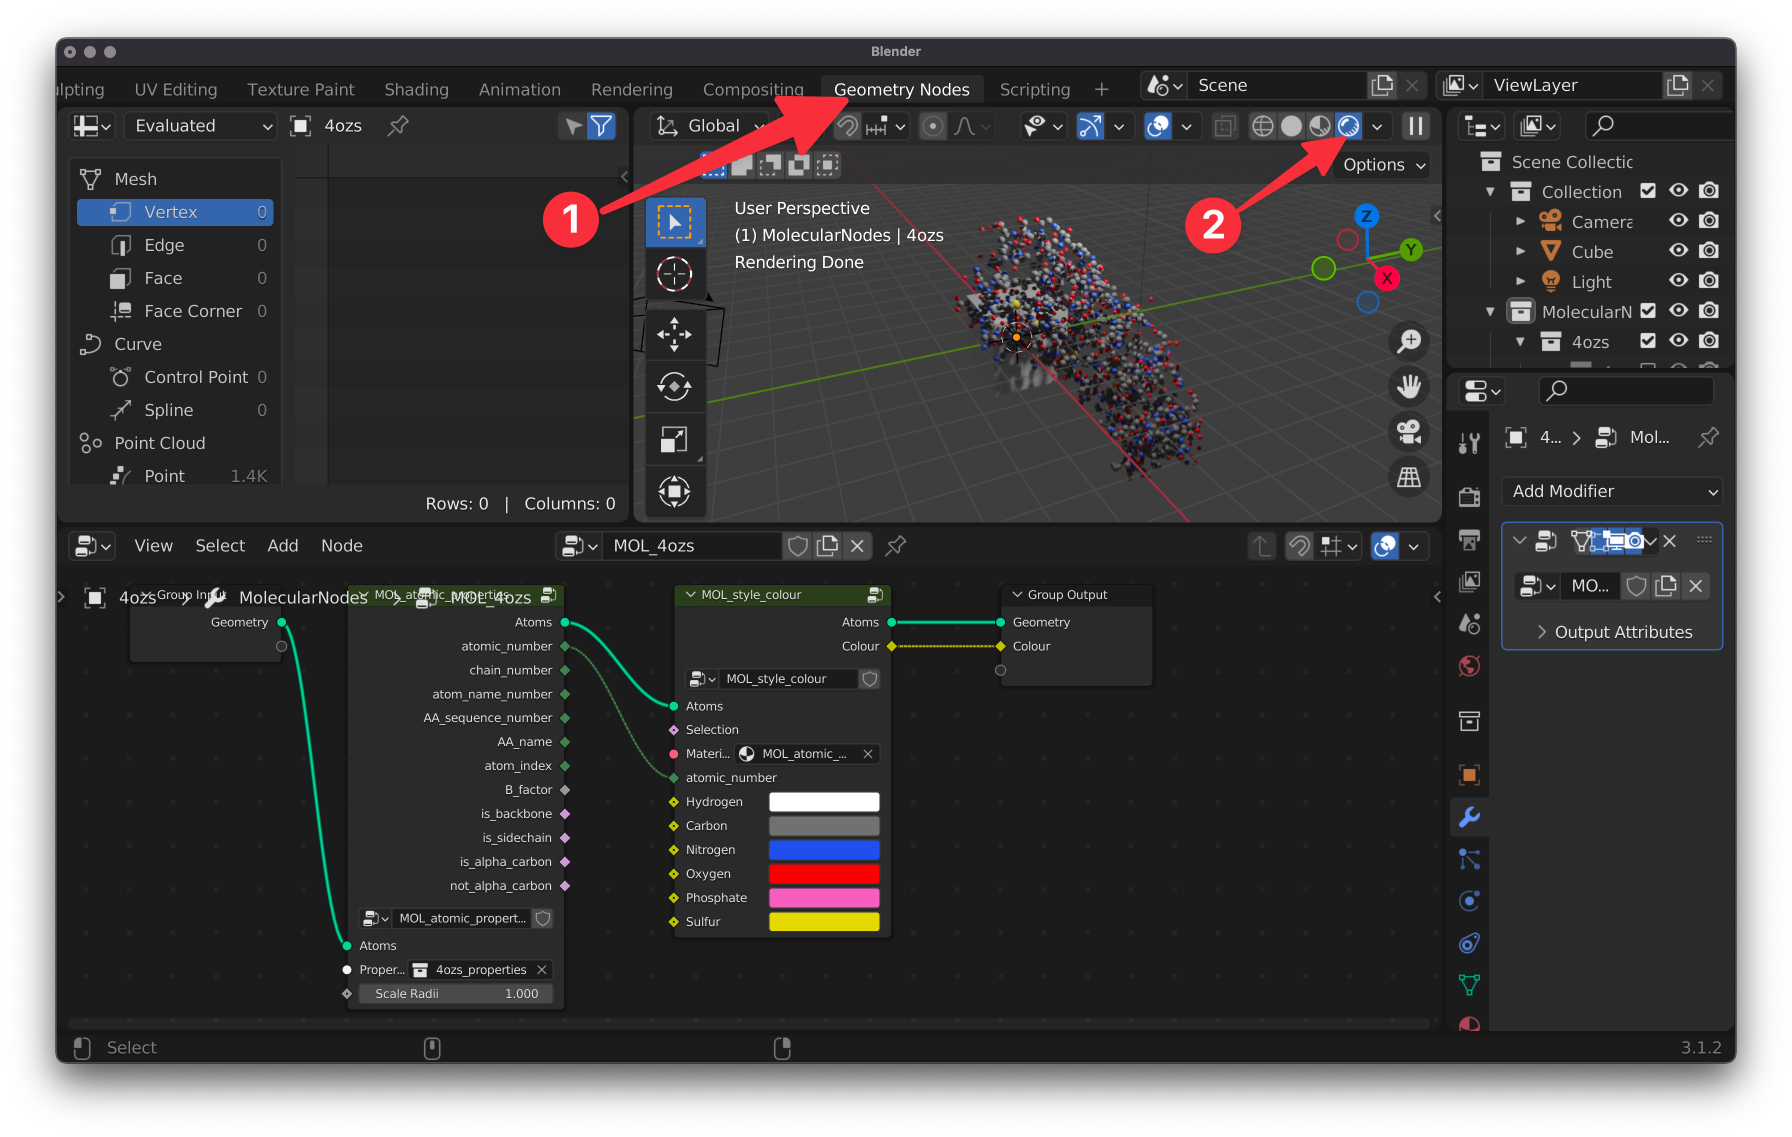 Blender
ulpting UV Editing Texture Paint Shading Animation Rendering Compositing Geometry Nodes Scripting + Scene ViewLayer
Evaluated 4ozs
Global
Options
Mesh
Vertex 0
Edge 0
Face 0
Face Corner 0
Curve
Control Point 0
Spline 0
Point Cloud
Point 1.4K
Rows: 0 | Columns: 0
1
2
User Perspective
(1) MolecularNodes | 4ozs
Rendering Done
Z
Y
X
Scene Collectic
Collection
Camera
Cube
Light
MolecularN
4ozs
4... Mol...
Add Modifier
MO...
Output Attributes
View Select Add Node MOL_4ozs
4ozs MolecularNodes MOL_4ozs
Group Input
Geometry
MOL_atomic_properties
Atoms
atomic_number
chain_number
atom_name_number
AA_sequence_number
AA_name
atom_index
B_factor
is_backbone
is_sidechain
is_alpha_carbon
not_alpha_carbon
MOL_atomic_propert...
Atoms
Proper... 4ozs_properties
Scale Radii 1.000
MOL_style_colour
Atoms
Colour
MOL_style_colour
Atoms
Selection
Materi... MOL_atomic_...
atomic_number
Hydrogen
Carbon
Nitrogen
Oxygen
Phosphate
Sulfur
Group Output
Geometry
Colour
Select
3.1.2